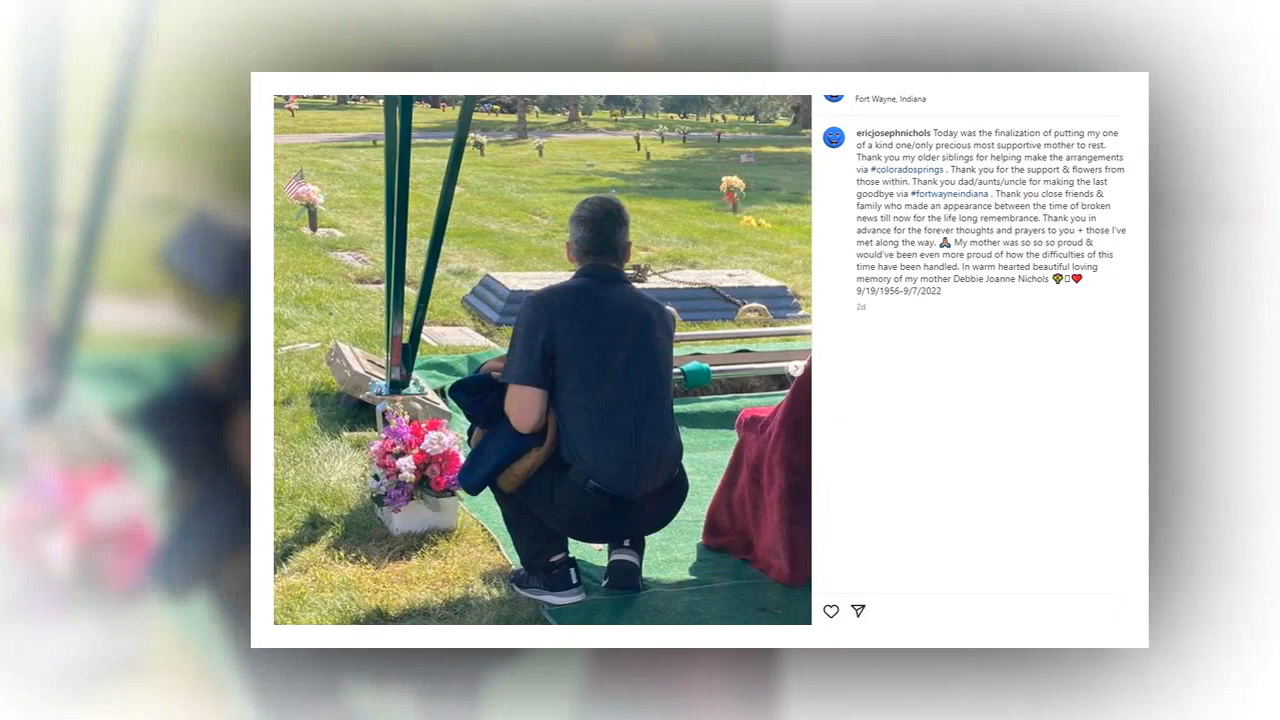 Fort Wayne, Indiana
ericjosephnichols Today was the finalization of putting my one
of a kind one/only precious most supportive mother to rest.
Thank you my older siblings for helping make the arrangements
via #coloradosprings . Thank you for the support & flowers from
those within. Thank you dad/aunts/uncle for making the last
goodbye via #fortwayneindiana . Thank you close friends &
family who made an appearance between the time of broken
news till now for the life long remembrance. Thank you in
advance for the forever thoughts and prayers to you + those I've
met along the way. 🙏🏽 My mother was so so so proud &
would've been even more proud of how the difficulties of this
time have been handled. In warm hearted beautiful loving
memory of my mother Debbie Joanne Nichols
9/19/1956-9/7/2022
2d